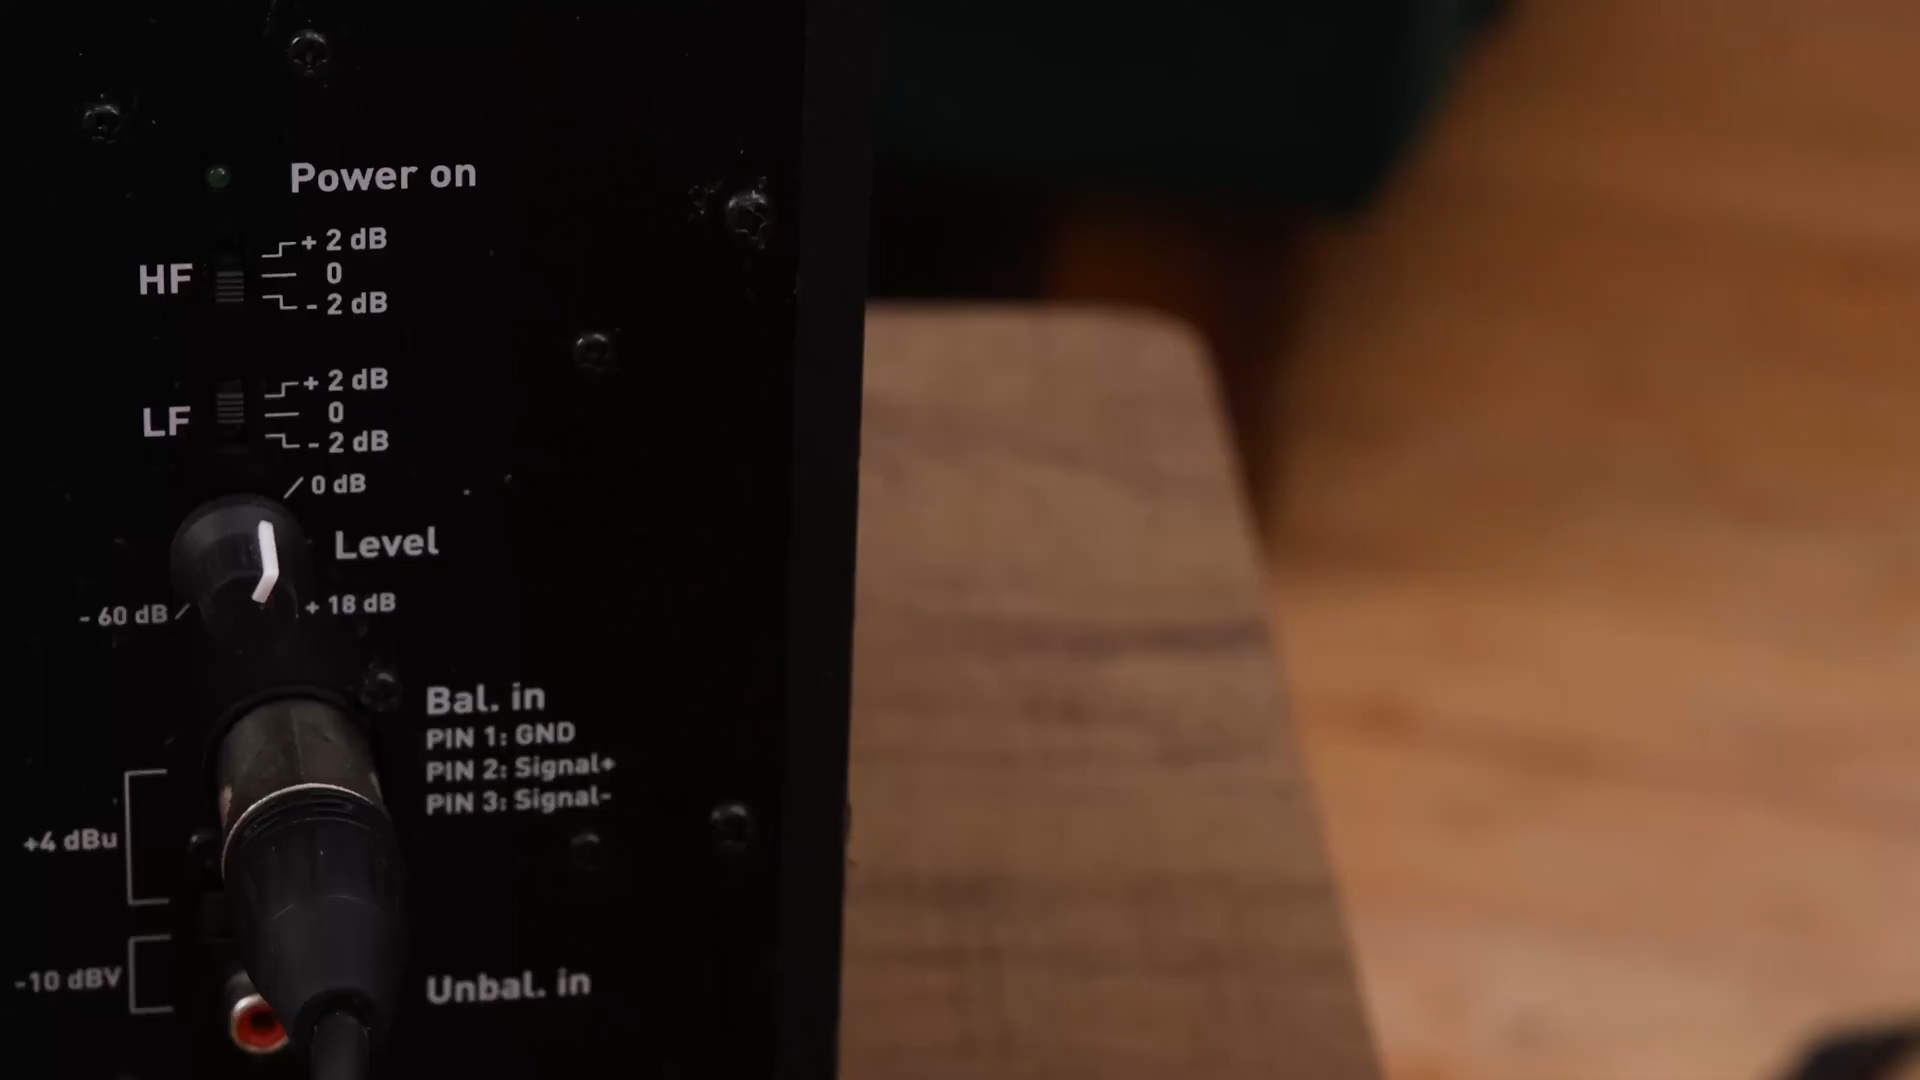 Power on
HF
+ 2 dB
0
- 2 dB
LF
+ 2 dB
0
- 2 dB
0 dB
Level
- 60 dB
+ 18 dB
Bal. in
PIN 1: GND
PIN 2: Signal+
PIN 3: Signal-
+4 dBu
-10 dBV
Unbal. in